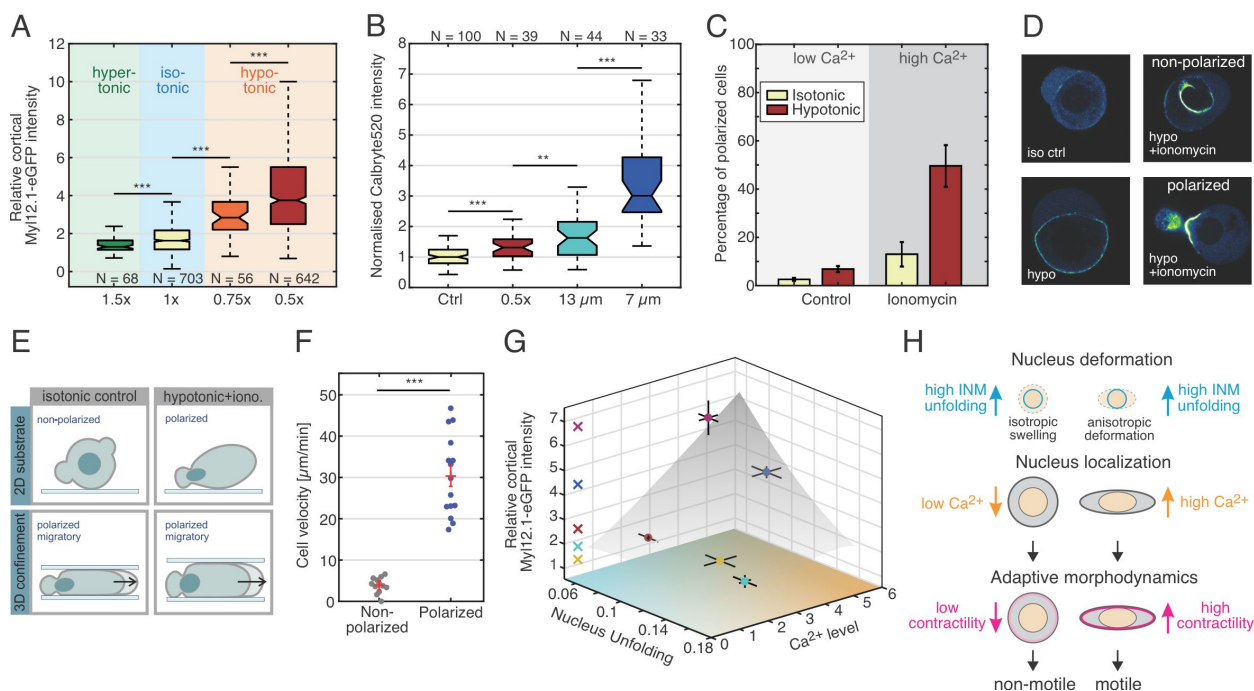 A
Relative cortical
Myl12.1-eGFP intensity
14
12
10
8
6
4
2
0
hyper-
tonic
iso-
tonic
hypo-
tonic
***
***
***
N = 68
N = 703
N = 56
N = 642
1.5x
1x
0.75x
0.5x
B
Normalised Calbryte520 intensity
8
7
6
5
4
3
2
1
0
N = 100
N = 39
N = 44
N = 33
***
**
***
Ctrl
0.5x
13 µm
7 µm
C
Percentage of polarized cells
100
80
60
40
20
0
low Ca2+
high Ca2+
Isotonic
Hypotonic
Control
Ionomycin
D
iso ctrl
non-polarized
hypo
+ionomycin
hypo
polarized
hypo
+ionomycin
E
isotonic control
hypotonic+iono.
2D substrate
non-polarized
polarized
3D confinement
polarized
migratory
polarized
migratory
F
Cell velocity [µm/min]
50
40
30
20
10
0
***
Non-
polarized
Polarized
G
Relative cortical
Myl12.1-eGFP intensity
7
6
5
4
3
2
1
0.06
0.1
0.14
0.18
Nucleus Unfolding
0
1
2
3
4
5
6
Ca2+ level
H
Nucleus deformation
high INM
unfolding
isotropic
swelling
anisotropic
deformation
high INM
unfolding
Nucleus localization
low Ca2+
high Ca2+
Adaptive morphodynamics
low
contractility
high
contractility
non-motile
motile